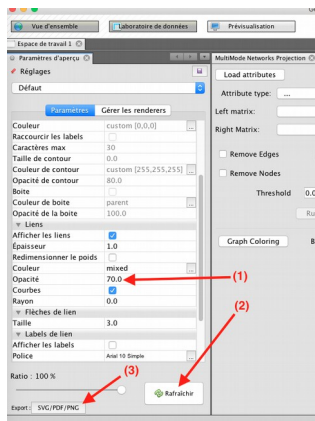 Vue d'ensemble
Laboratoire de données
Prévisualisation
Espace de travail 1
Paramètres d'aperçu
MultiMode Networks Projection
Réglages
Load attributes
Défaut
Attribute type: ...
Paramètres
Gérer les renderers
Left matrix:
Right Matrix:
Couleur custom [0,0,0] ...
Raccourcir les labels
Caractères max 30
Taille de contour 0.0
Couleur de contour custom [255,255,255] ...
Opacité de contour 80.0
Boite
Couleur de boite parent ...
Opacité de la boite 100.0
Liens
Afficher les liens
Épaisseur 1.0
Redimensionner le poids
Couleur mixed ...
Opacité 70.0
Courbes
Rayon 0.0
Flèches de lien
Taille 3.0
Labels de lien
Afficher les labels
Police Arial 10 Simple ...
Remove Edges
Remove Nodes
Threshold 0.0
Ru
Graph Coloring
B
(1)
(2)
(3)
Ratio : 100 %
Rafraîchir
Export : SVG/PDF/PNG